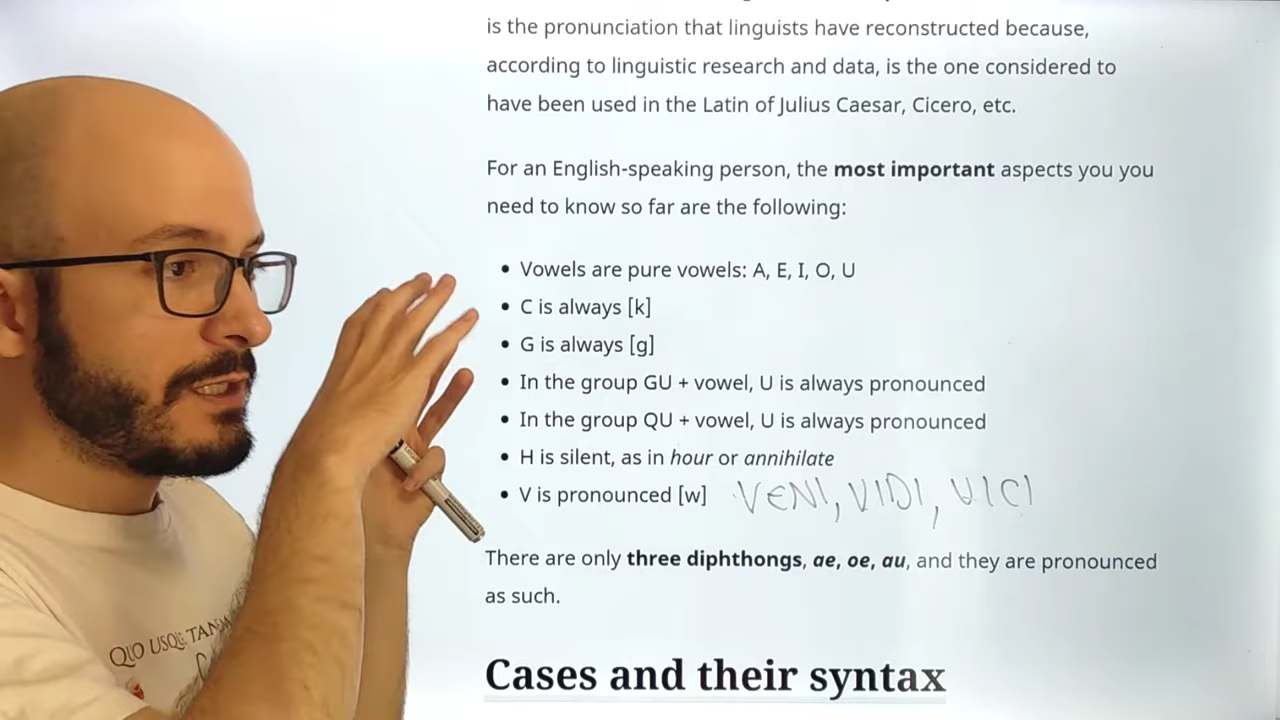 is the pronunciation that linguists have reconstructed because,
according to linguistic research and data, is the one considered to
have been used in the Latin of Julius Caesar, Cicero, etc.
For an English-speaking person, the most important aspects you you
need to know so far are the following:
• Vowels are pure vowels: A, E, I, O, U
• C is always [k]
• G is always [g]
• In the group GU + vowel, U is always pronounced
• In the group QU + vowel, U is always pronounced
• H is silent, as in hour or annihilate
• V is pronounced [w] VENI, VIDI, VICI
There are only three diphthongs, ae, oe, au, and they are pronounced
as such.
Cases and their syntax
QUO USQUE TANDEM